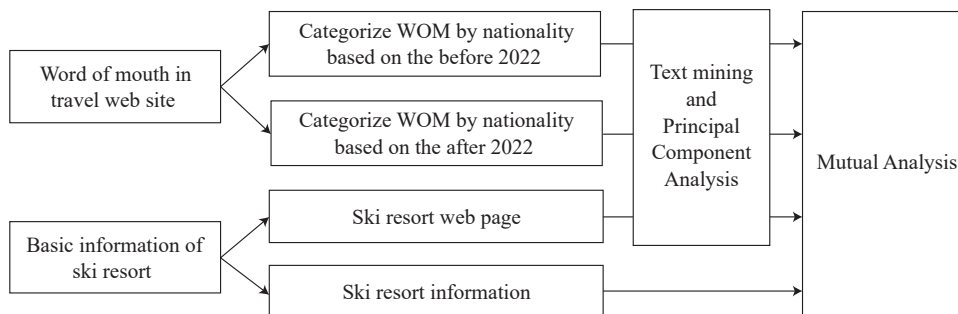 Word of mouth in
travel web site
Categorize WOM by nationality
based on the before 2022
Categorize WOM by nationality
based on the after 2022
Basic information of
ski resort
Ski resort web page
Ski resort information
Text mining
and
Principal
Component
Analysis
Mutual Analysis